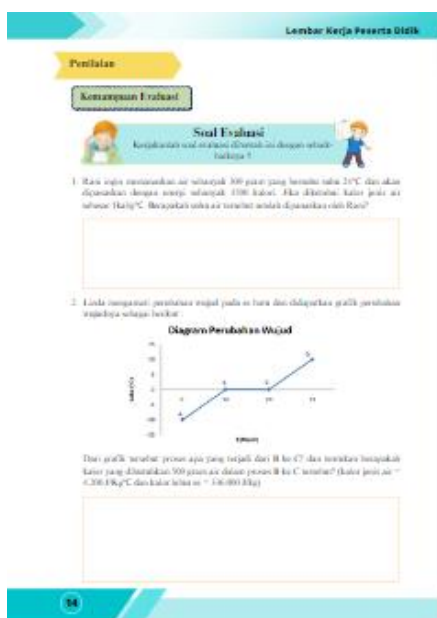 Lembar Kerja Peserta Didik
Penilaian
Kemampuan Evaluasi
Soal Evaluasi
Kerjakanlah soal evaluasi dibawah ini dengan sebaik-
baiknya !
1. Rani ingin memanaskan air sebanyak 300 gram yang bersuhu suhu 24°C dan akan
dipanaskan dengan energi sebanyak kalori. Jika diketahui kalor jenis air
sebesar 1kal/g°C. Berapakah suhu air tersebut setelah dipanaskan oleh Rani?
2. Linda mengamati perubahan wujud pada es batu dan didapatkan grafik perubahan
wujudnya sebagai berikut
Diagram Perubahan Wujud
Dari grafik tersebut proses apa yang terjadi dari B ke C? dan tentukan berapakah
kalor yang dibutuhkan 500 gram air dalam proses B ke C tersebut? (kalor jenis air =
4.200 J/Kg°C dan kalor lebur es = 336.000 J/Kg)
14